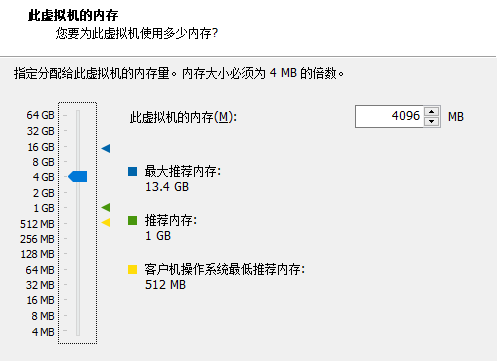 此虚拟机的内存
您要为此虚拟机使用多少内存?
指定分配给此虚拟机的内存量。内存大小必须为 4 MB 的倍数。
64 GB
32 GB
16 GB
8 GB
4 GB
2 GB
1 GB
512 MB
256 MB
128 MB
64 MB
32 MB
16 MB
8 MB
4 MB
此虚拟机的内存(M):
4096 MB
最大推荐内存:
13.4 GB
推荐内存:
1 GB
客户机操作系统最低推荐内存:
512 MB